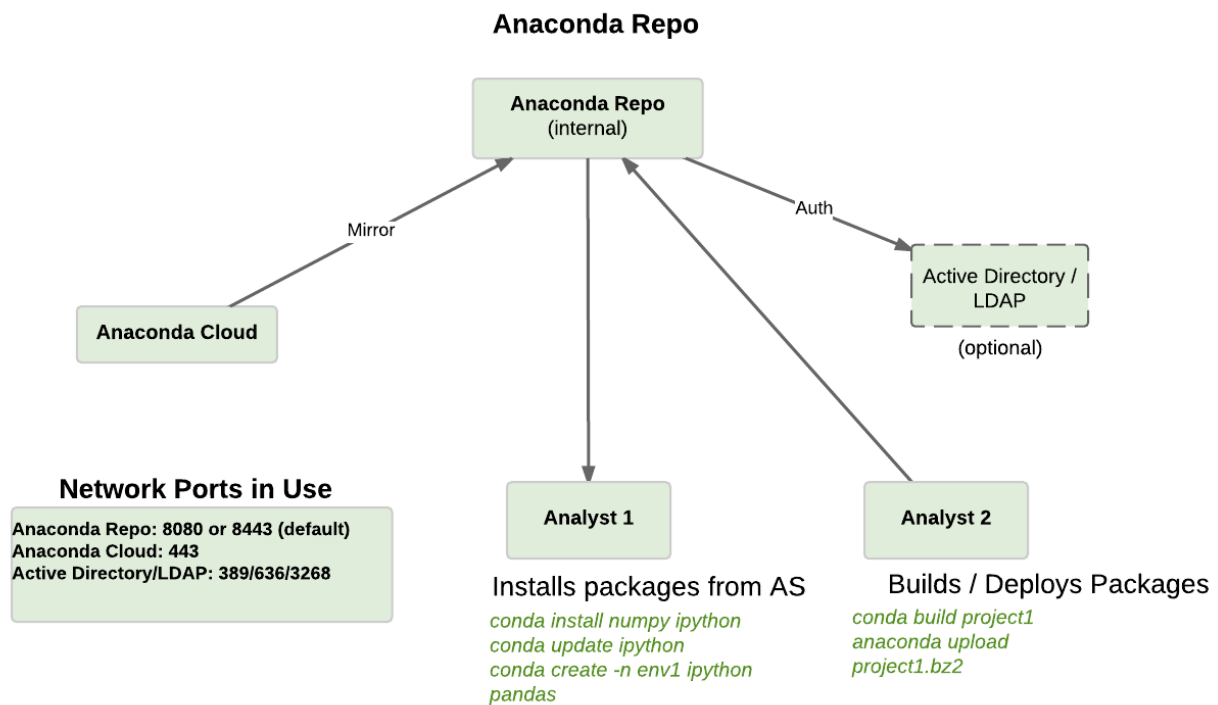 Anaconda Repo
Anaconda Repo
(internal)
Mirror
Auth
Active Directory /
LDAP
(optional)
Anaconda Cloud
Network Ports in Use
Anaconda Repo: 8080 or 8443 (default)
Anaconda Cloud: 443
Active Directory/LDAP: 389/636/3268
Analyst 1
Installs packages from AS
conda install numpy ipython
conda update ipython
conda create -n env1 ipython
pandas
Analyst 2
Builds / Deploys Packages
conda build project1
anaconda upload
project1.bz2